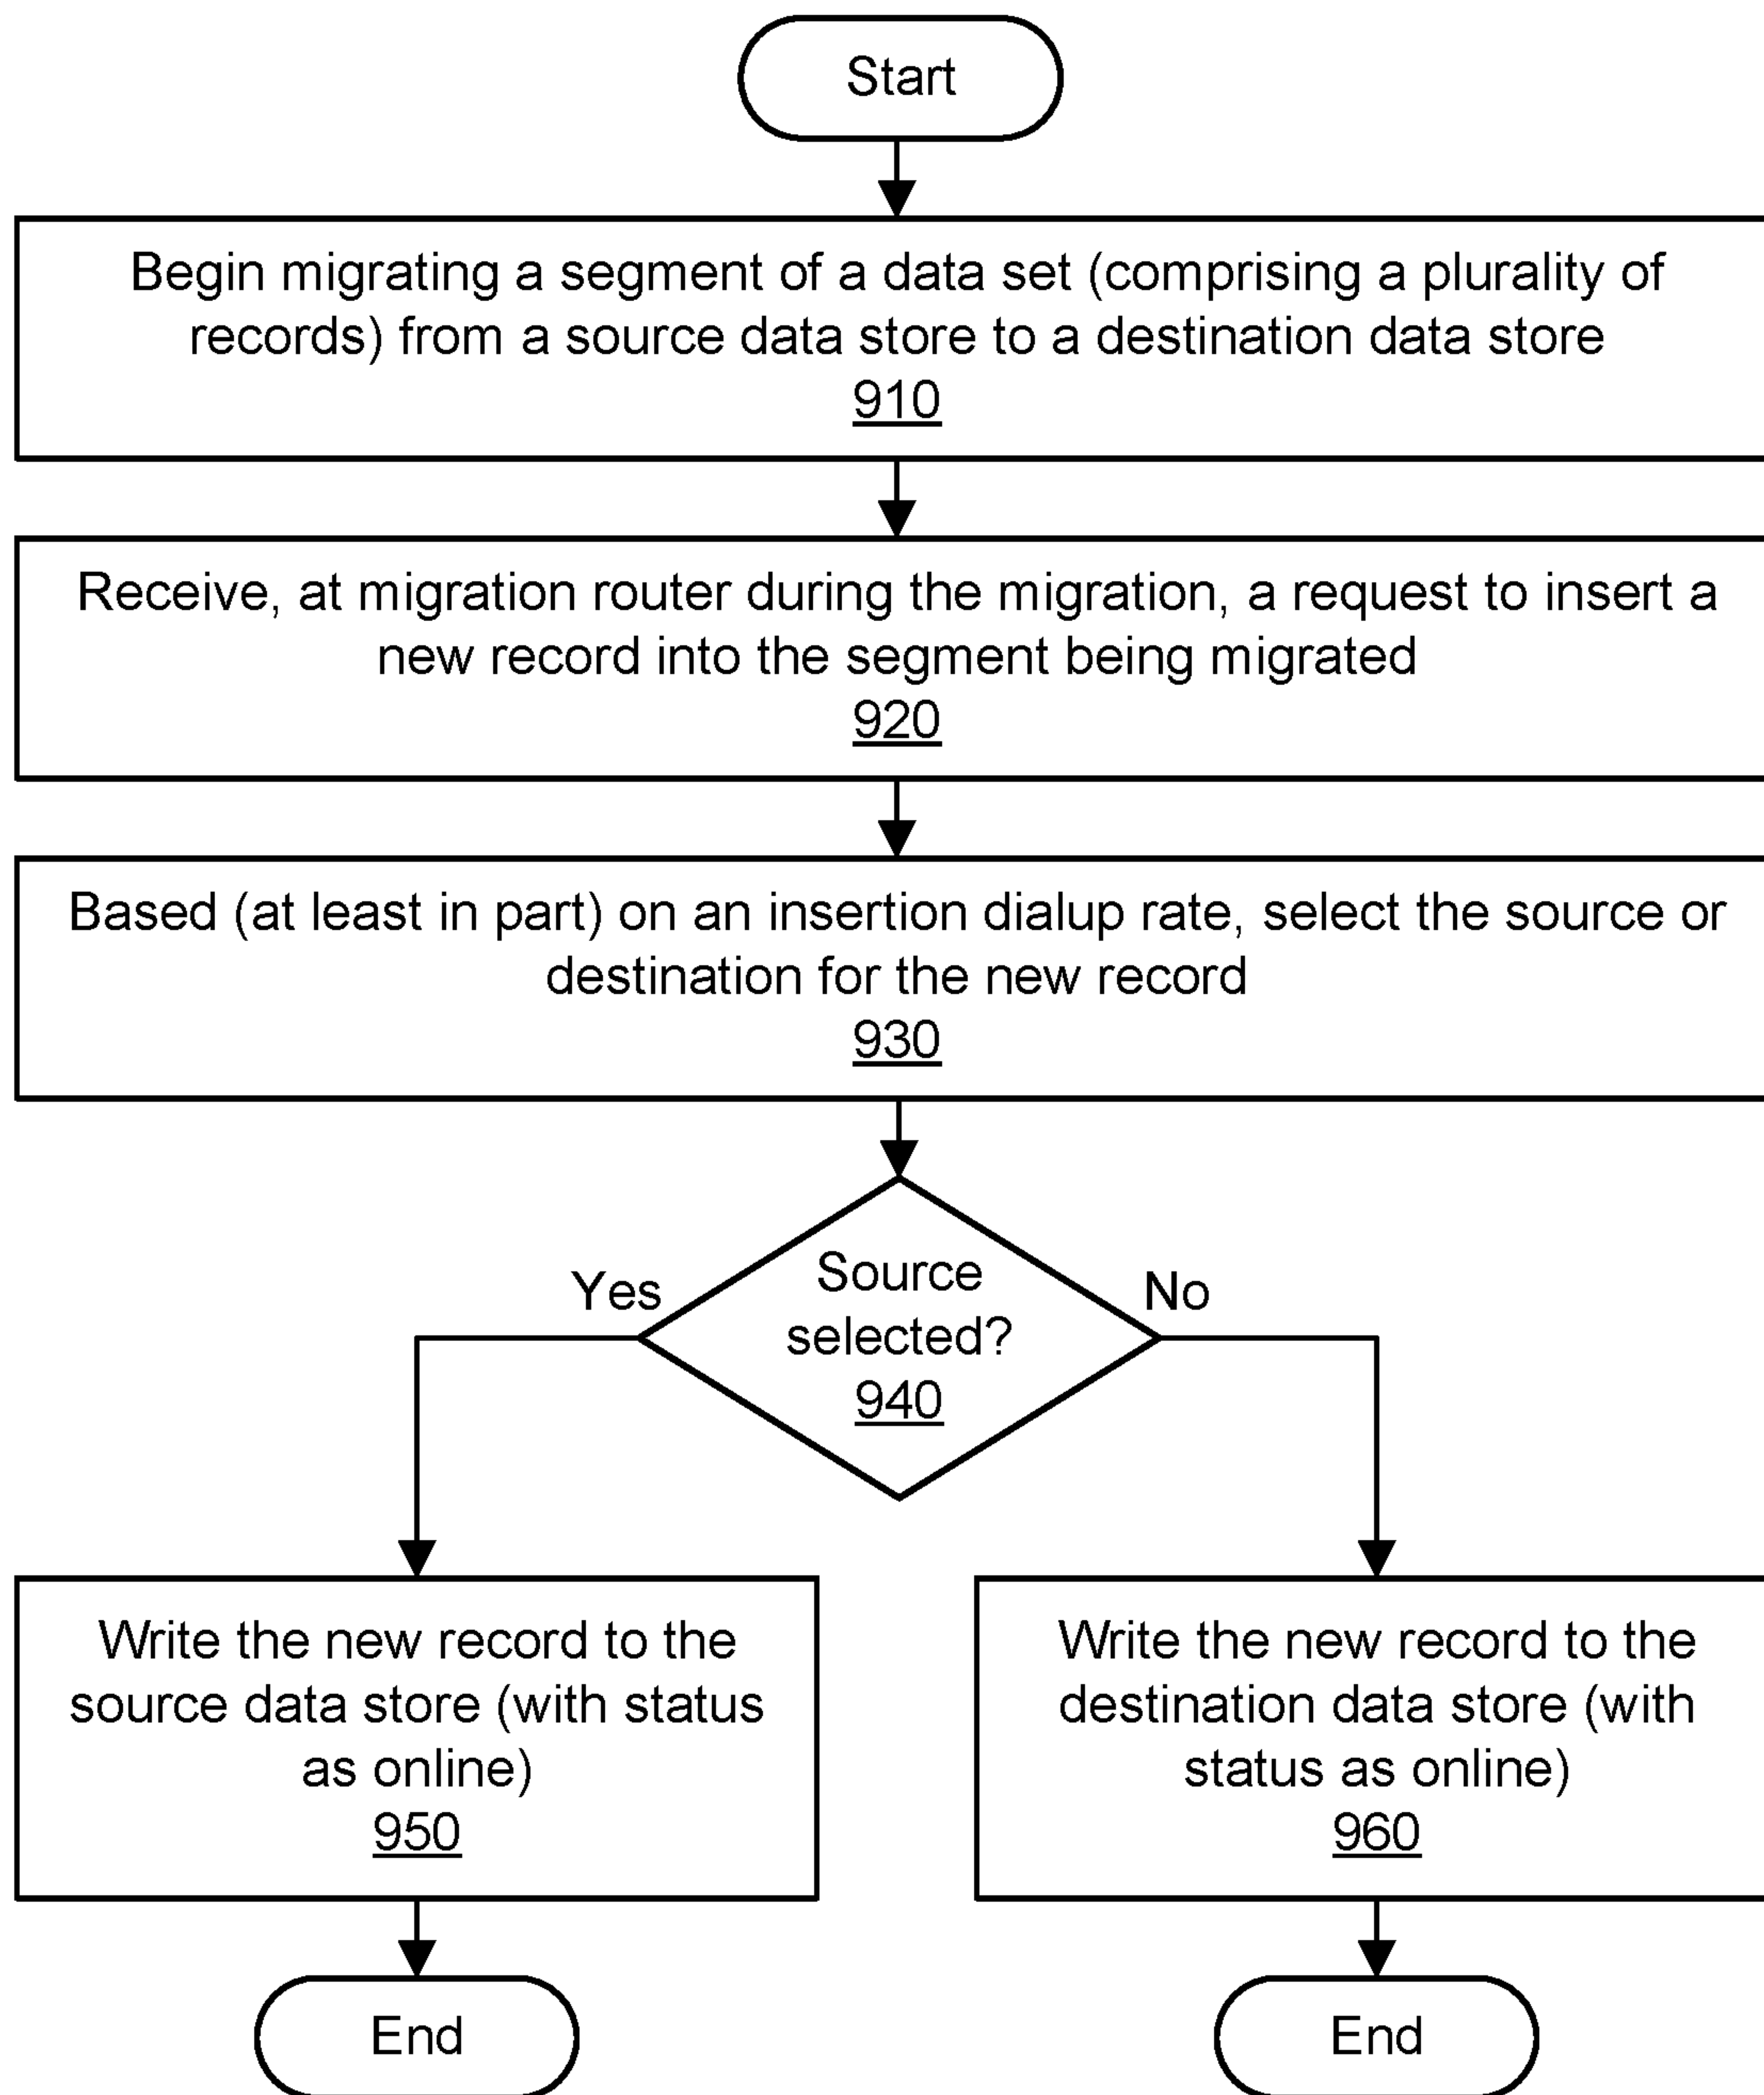 Start
Begin migrating a segment of a data set (comprising a plurality of
records) from a source data store to a destination data store
910
Receive, at migration router during the migration, a request to insert a
new record into the segment being migrated
920
Based (at least in part) on an insertion dialup rate, select the source or
destination for the new record
930
Source
selected?
940
Yes
No
Write the new record to the
source data store (with status
as online)
950
Write the new record to the
destination data store (with
status as online)
960
End
End